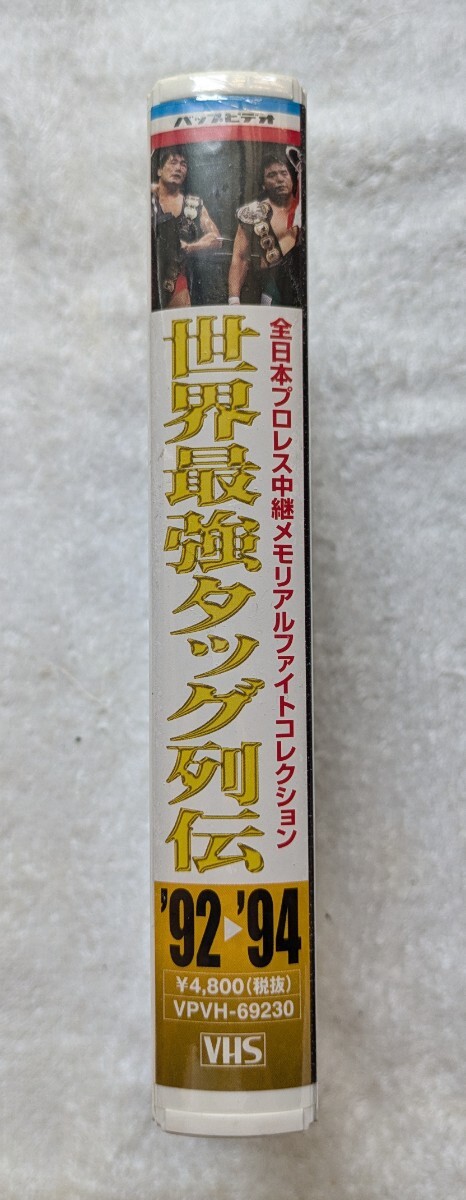 バップビデオ
全日本プロレス中継メモリアルファイトコレクション
世界最強タッグ列伝
'92▷'94
¥4,800(税抜)
VPVH-69230
VHS